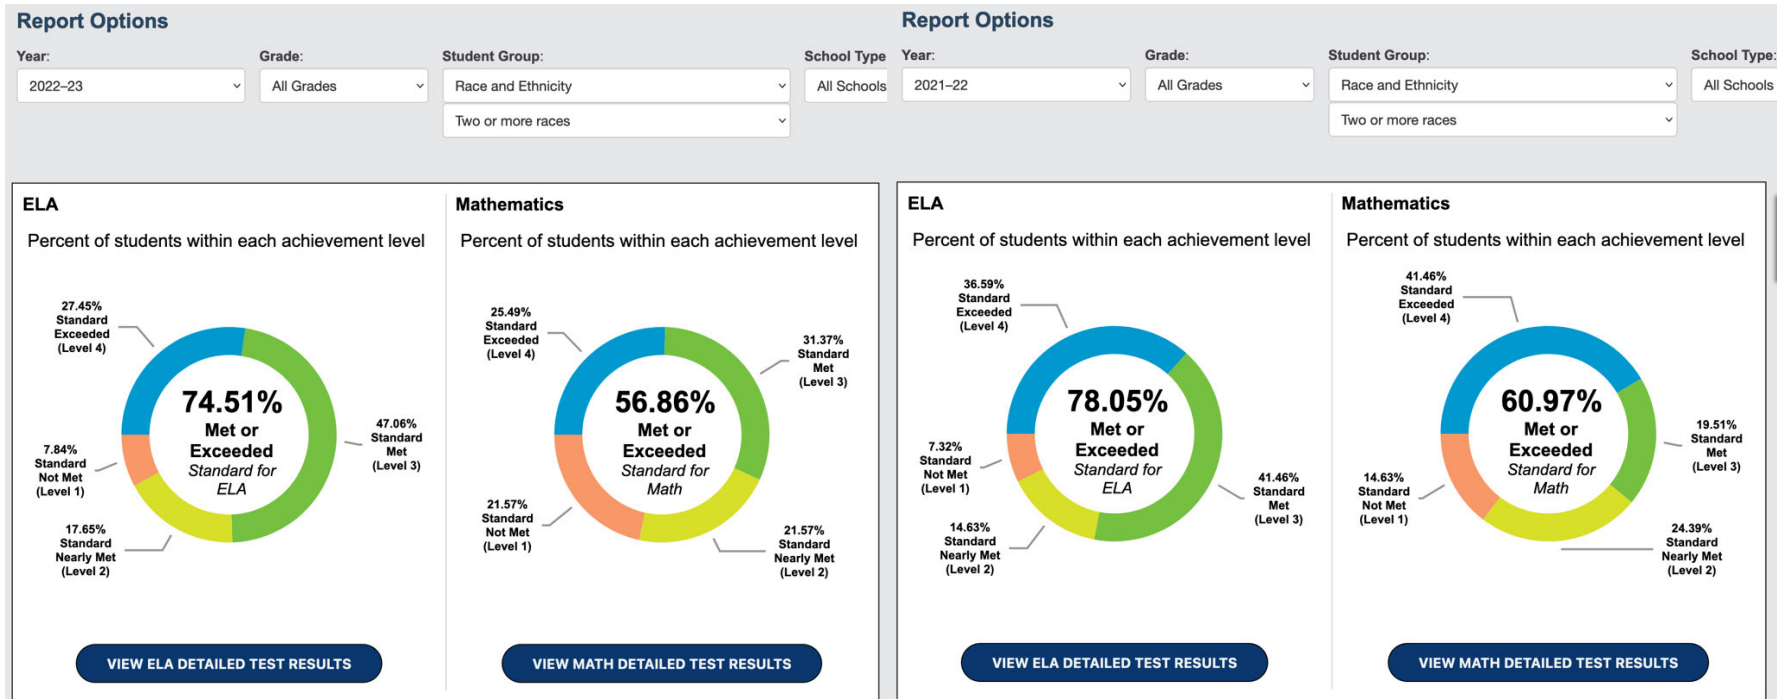 Report Options
Year:
Grade:
Student Group:
School Type
2022–23
All Grades
Race and Ethnicity
All Schools
Two or more races
ELA
Percent of students within each achievement level
27.45%
Standard
Exceeded
(Level 4)
74.51%
Met or
Exceeded
Standard for
ELA
47.06%
Standard
Met
(Level 3)
7.84%
Standard
Not Met
(Level 1)
17.65%
Standard
Nearly Met
(Level 2)
VIEW ELA DETAILED TEST RESULTS
Mathematics
Percent of students within each achievement level
25.49%
Standard
Exceeded
(Level 4)
31.37%
Standard
Met
(Level 3)
56.86%
Met or
Exceeded
Standard for
Math
21.57%
Standard
Not Met
(Level 1)
21.57%
Standard
Nearly Met
(Level 2)
VIEW MATH DETAILED TEST RESULTS
Report Options
Year:
Grade:
Student Group:
School Type:
2021–22
All Grades
Race and Ethnicity
All Schools
Two or more races
ELA
Percent of students within each achievement level
36.59%
Standard
Exceeded
(Level 4)
78.05%
Met or
Exceeded
Standard for
ELA
7.32%
Standard
Not Met
(Level 1)
41.46%
Standard
Met
(Level 3)
14.63%
Standard
Nearly Met
(Level 2)
VIEW ELA DETAILED TEST RESULTS
Mathematics
Percent of students within each achievement level
41.46%
Standard
Exceeded
(Level 4)
60.97%
Met or
Exceeded
Standard for
Math
19.51%
Standard
Met
(Level 3)
14.63%
Standard
Not Met
(Level 1)
24.39%
Standard
Nearly Met
(Level 2)
VIEW MATH DETAILED TEST RESULTS